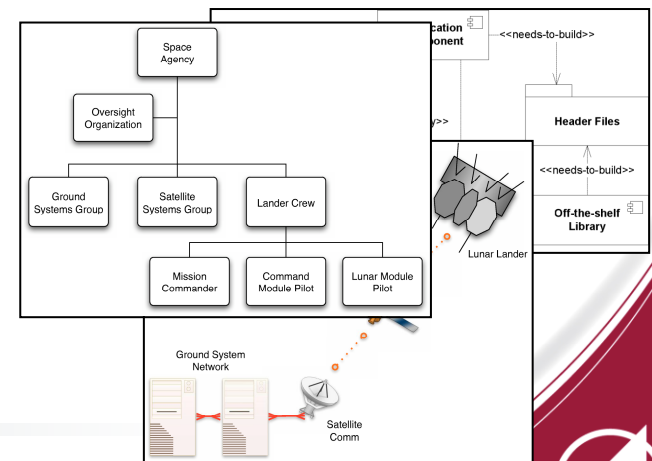 Space
Agency
Oversight
Organization
Ground
Systems Group
Satellite
Systems Group
Lander Crew
Mission
Commander
Command
Module Pilot
Lunar Module
Pilot
<<needs-to-build>>
Header Files
<<needs-to-build>>
Off-the-shelf
Library
Lunar Lander
Ground System
Network
Satellite
Comm